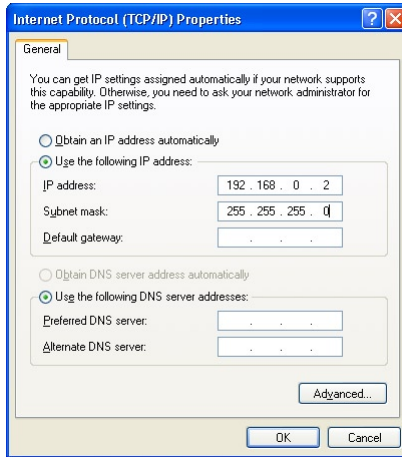 Internet Protocol (TCP/IP) Properties
General
You can get IP settings assigned automatically if your network supports
this capability. Otherwise, you need to ask your network administrator for
the appropriate IP settings.
Obtain an IP address automatically
Use the following IP address:
IP address: 192 . 168 . 0 . 2
Subnet mask: 255 . 255 . 255 . 0
Default gateway: . . .
Obtain DNS server address automatically
Use the following DNS server addresses:
Preferred DNS server: . . .
Alternate DNS server: . . .
Advanced...
OK Cancel